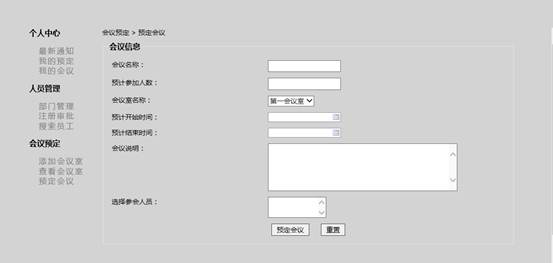 个人中心
最新通知
我的预定
我的会议
人员管理
部门管理
注册审批
搜索员工
会议预定
添加会议室
查看会议室
预定会议
会议预定 > 预定会议
会议信息
会议名称：
预计参加人数：
会议室名称：
第一会议室
预计开始时间：
预计结束时间：
会议说明：
选择参会人员：
预定会议 重置